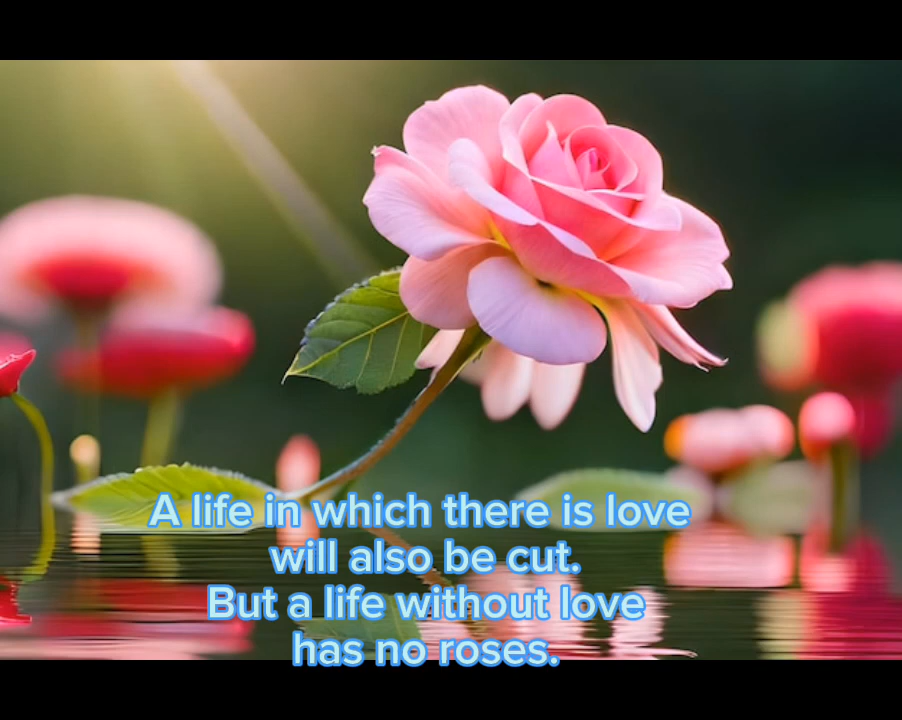 A life in which there is love
will also be cut.
But a life without love
has no roses.